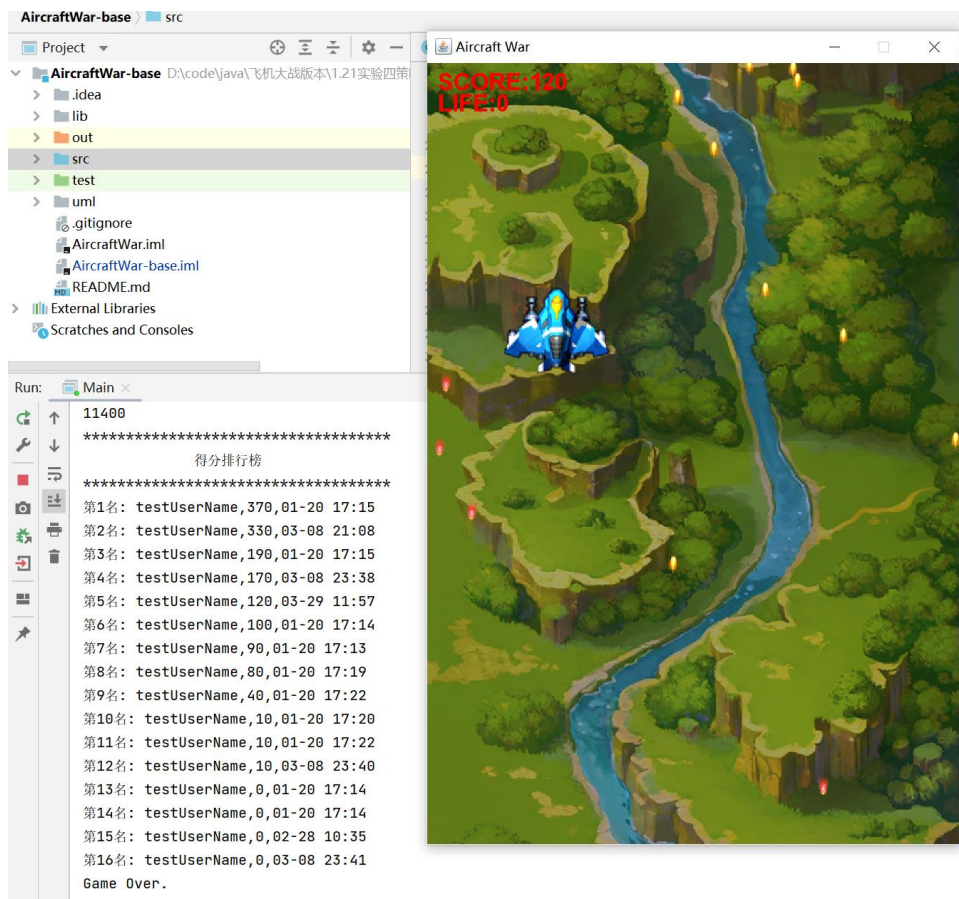 AircraftWar-base src
Project
AircraftWar-base D:\code\java\飞机大战版本\1.21实验四策
.idea
lib
out
src
test
uml
.gitignore
AircraftWar.iml
AircraftWar-base.iml
MD README.md
External Libraries
Scratches and Consoles
Aircraft War
SCORE:120
LIFE:0
Run: Main
11400
************************************
得分排行榜
************************************
第1名: testUserName,370,01-20 17:15
第2名: testUserName,330,03-08 21:08
第3名: testUserName,190,01-20 17:15
第4名: testUserName,170,03-08 23:38
第5名: testUserName,120,03-29 11:57
第6名: testUserName,100,01-20 17:14
第7名: testUserName,90,01-20 17:13
第8名: testUserName,80,01-20 17:19
第9名: testUserName,40,01-20 17:22
第10名: testUserName,10,01-20 17:20
第11名: testUserName,10,01-20 17:22
第12名: testUserName,10,03-08 23:40
第13名: testUserName,0,01-20 17:14
第14名: testUserName,0,01-20 17:14
第15名: testUserName,0,02-28 10:35
第16名: testUserName,0,03-08 23:41
Game Over.